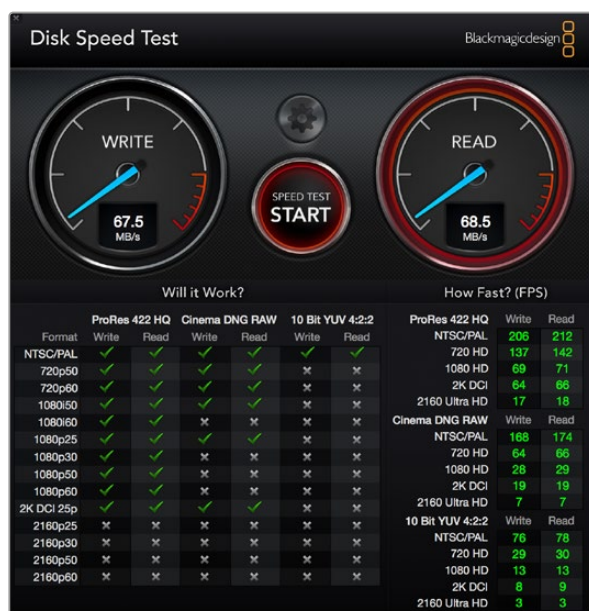 Disk Speed Test
Blackmagicdesign
WRITE
67.5
MB/s
SPEED TEST
START
READ
68.5
MB/s
Will it Work?
ProRes 422 HQ Cinema DNG RAW 10 Bit YUV 4:2:2
Format Write Read Write Read Write Read
NTSC/PAL
720p50
720p60
1080i50
1080i60
1080p25
1080p30
1080p50
1080p60
2K DCI 25p
2160p25
2160p30
2160p50
2160p60
How Fast? (FPS)
ProRes 422 HQ Write Read
NTSC/PAL 206 212
720 HD 137 142
1080 HD 69 71
2K DCI 64 66
2160 Ultra HD 17 18
Cinema DNG RAW Write Read
NTSC/PAL 168 174
720 HD 64 66
1080 HD 28 29
2K DCI 19 19
2160 Ultra HD 7 7
10 Bit YUV 4:2:2 Write Read
NTSC/PAL 76 78
720 HD 29 30
1080 HD 13 13
2K DCI 8 9
2160 Ultra HD 3 3